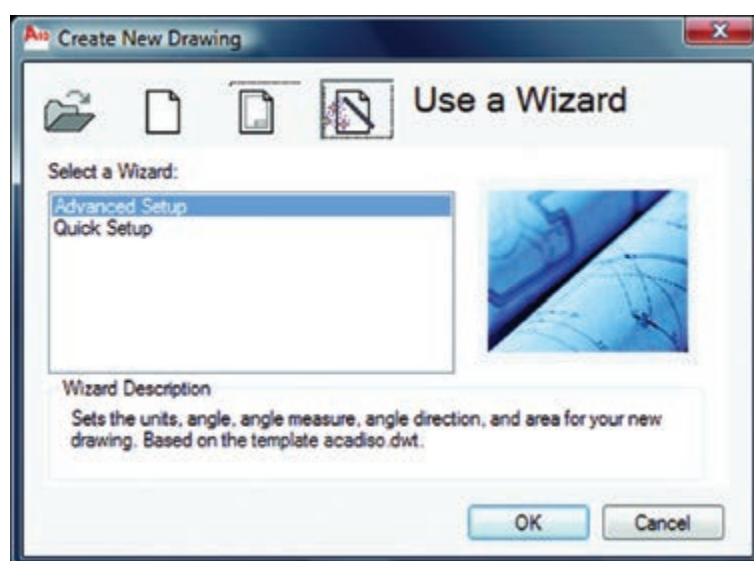 Create New Drawing
Use a Wizard
Select a Wizard:
Advanced Setup
Quick Setup
Wizard Description
Sets the units, angle, angle measure, angle direction, and area for your new
drawing. Based on the template acadiso.dwt.
OK
Cancel